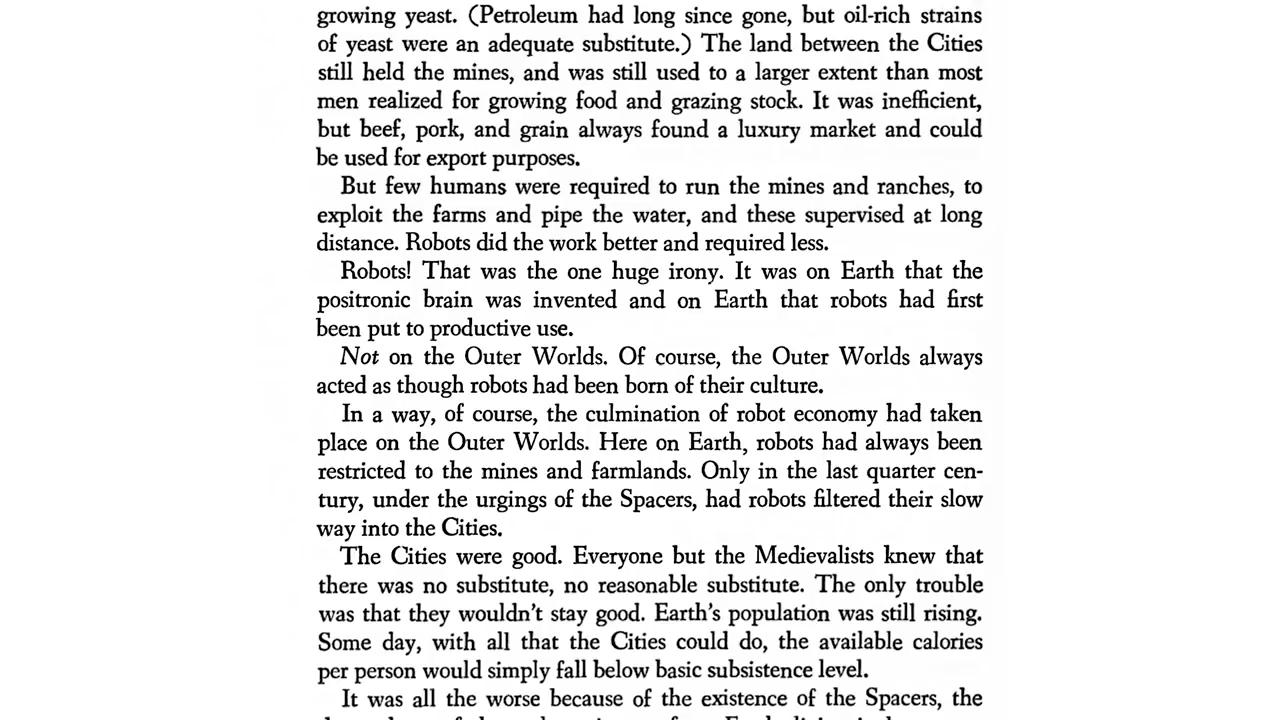 growing yeast. (Petroleum had long since gone, but oil-rich strains
of yeast were an adequate substitute.) The land between the Cities
still held the mines, and was still used to a larger extent than most
men realized for growing food and grazing stock. It was inefficient,
but beef, pork, and grain always found a luxury market and could
be used for export purposes.
But few humans were required to run the mines and ranches, to
exploit the farms and pipe the water, and these supervised at long
distance. Robots did the work better and required less.
Robots! That was the one huge irony. It was on Earth that the
positronic brain was invented and on Earth that robots had first
been put to productive use.
Not on the Outer Worlds. Of course, the Outer Worlds always
acted as though robots had been born of their culture.
In a way, of course, the culmination of robot economy had taken
place on the Outer Worlds. Here on Earth, robots had always been
restricted to the mines and farmlands. Only in the last quarter cen-
tury, under the urgings of the Spacers, had robots filtered their slow
way into the Cities.
The Cities were good. Everyone but the Medievalists knew that
there was no substitute, no reasonable substitute. The only trouble
was that they wouldn't stay good. Earth's population was still rising.
Some day, with all that the Cities could do, the available calories
per person would simply fall below basic subsistence level.
It was all the worse because of the existence of the Spacers, the